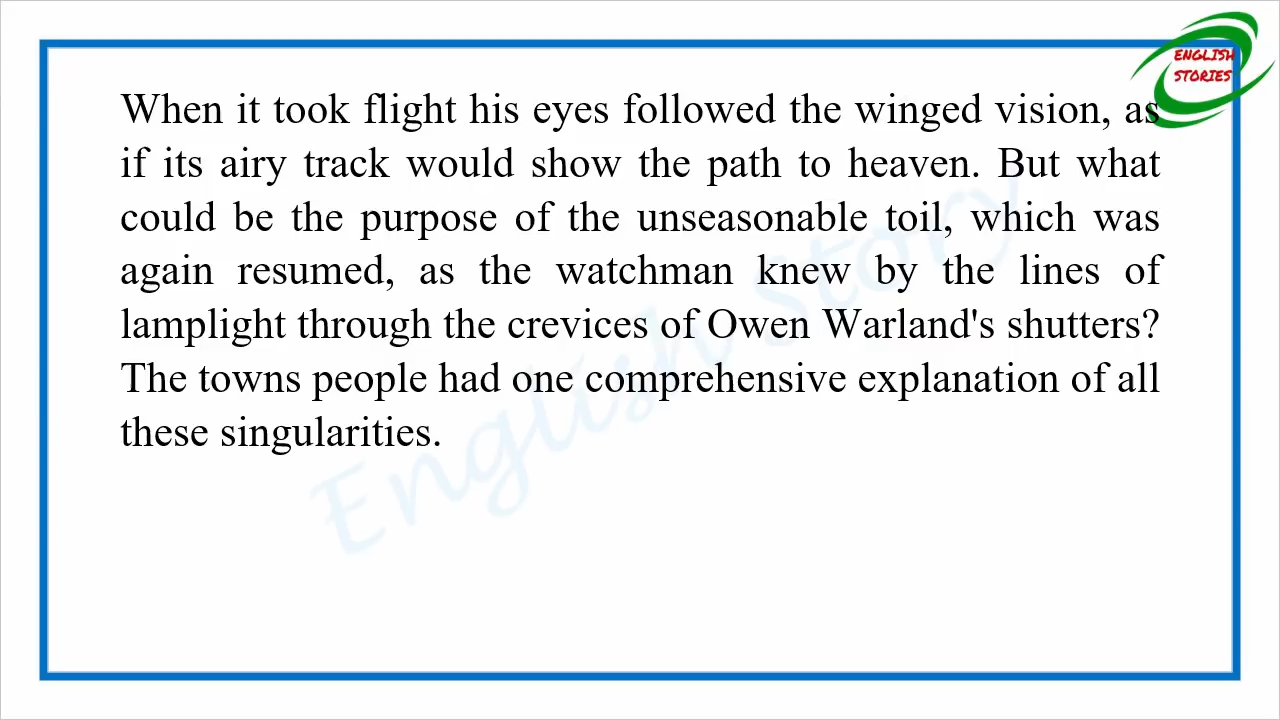 ENGLISH
STORIES
When it took flight his eyes followed the winged vision, as
if its airy track would show the path to heaven. But what
could be the purpose of the unseasonable toil, which was
again resumed, as the watchman knew by the lines of
lamplight through the crevices of Owen Warland's shutters?
The towns people had one comprehensive explanation of all
these singularities.
English Story